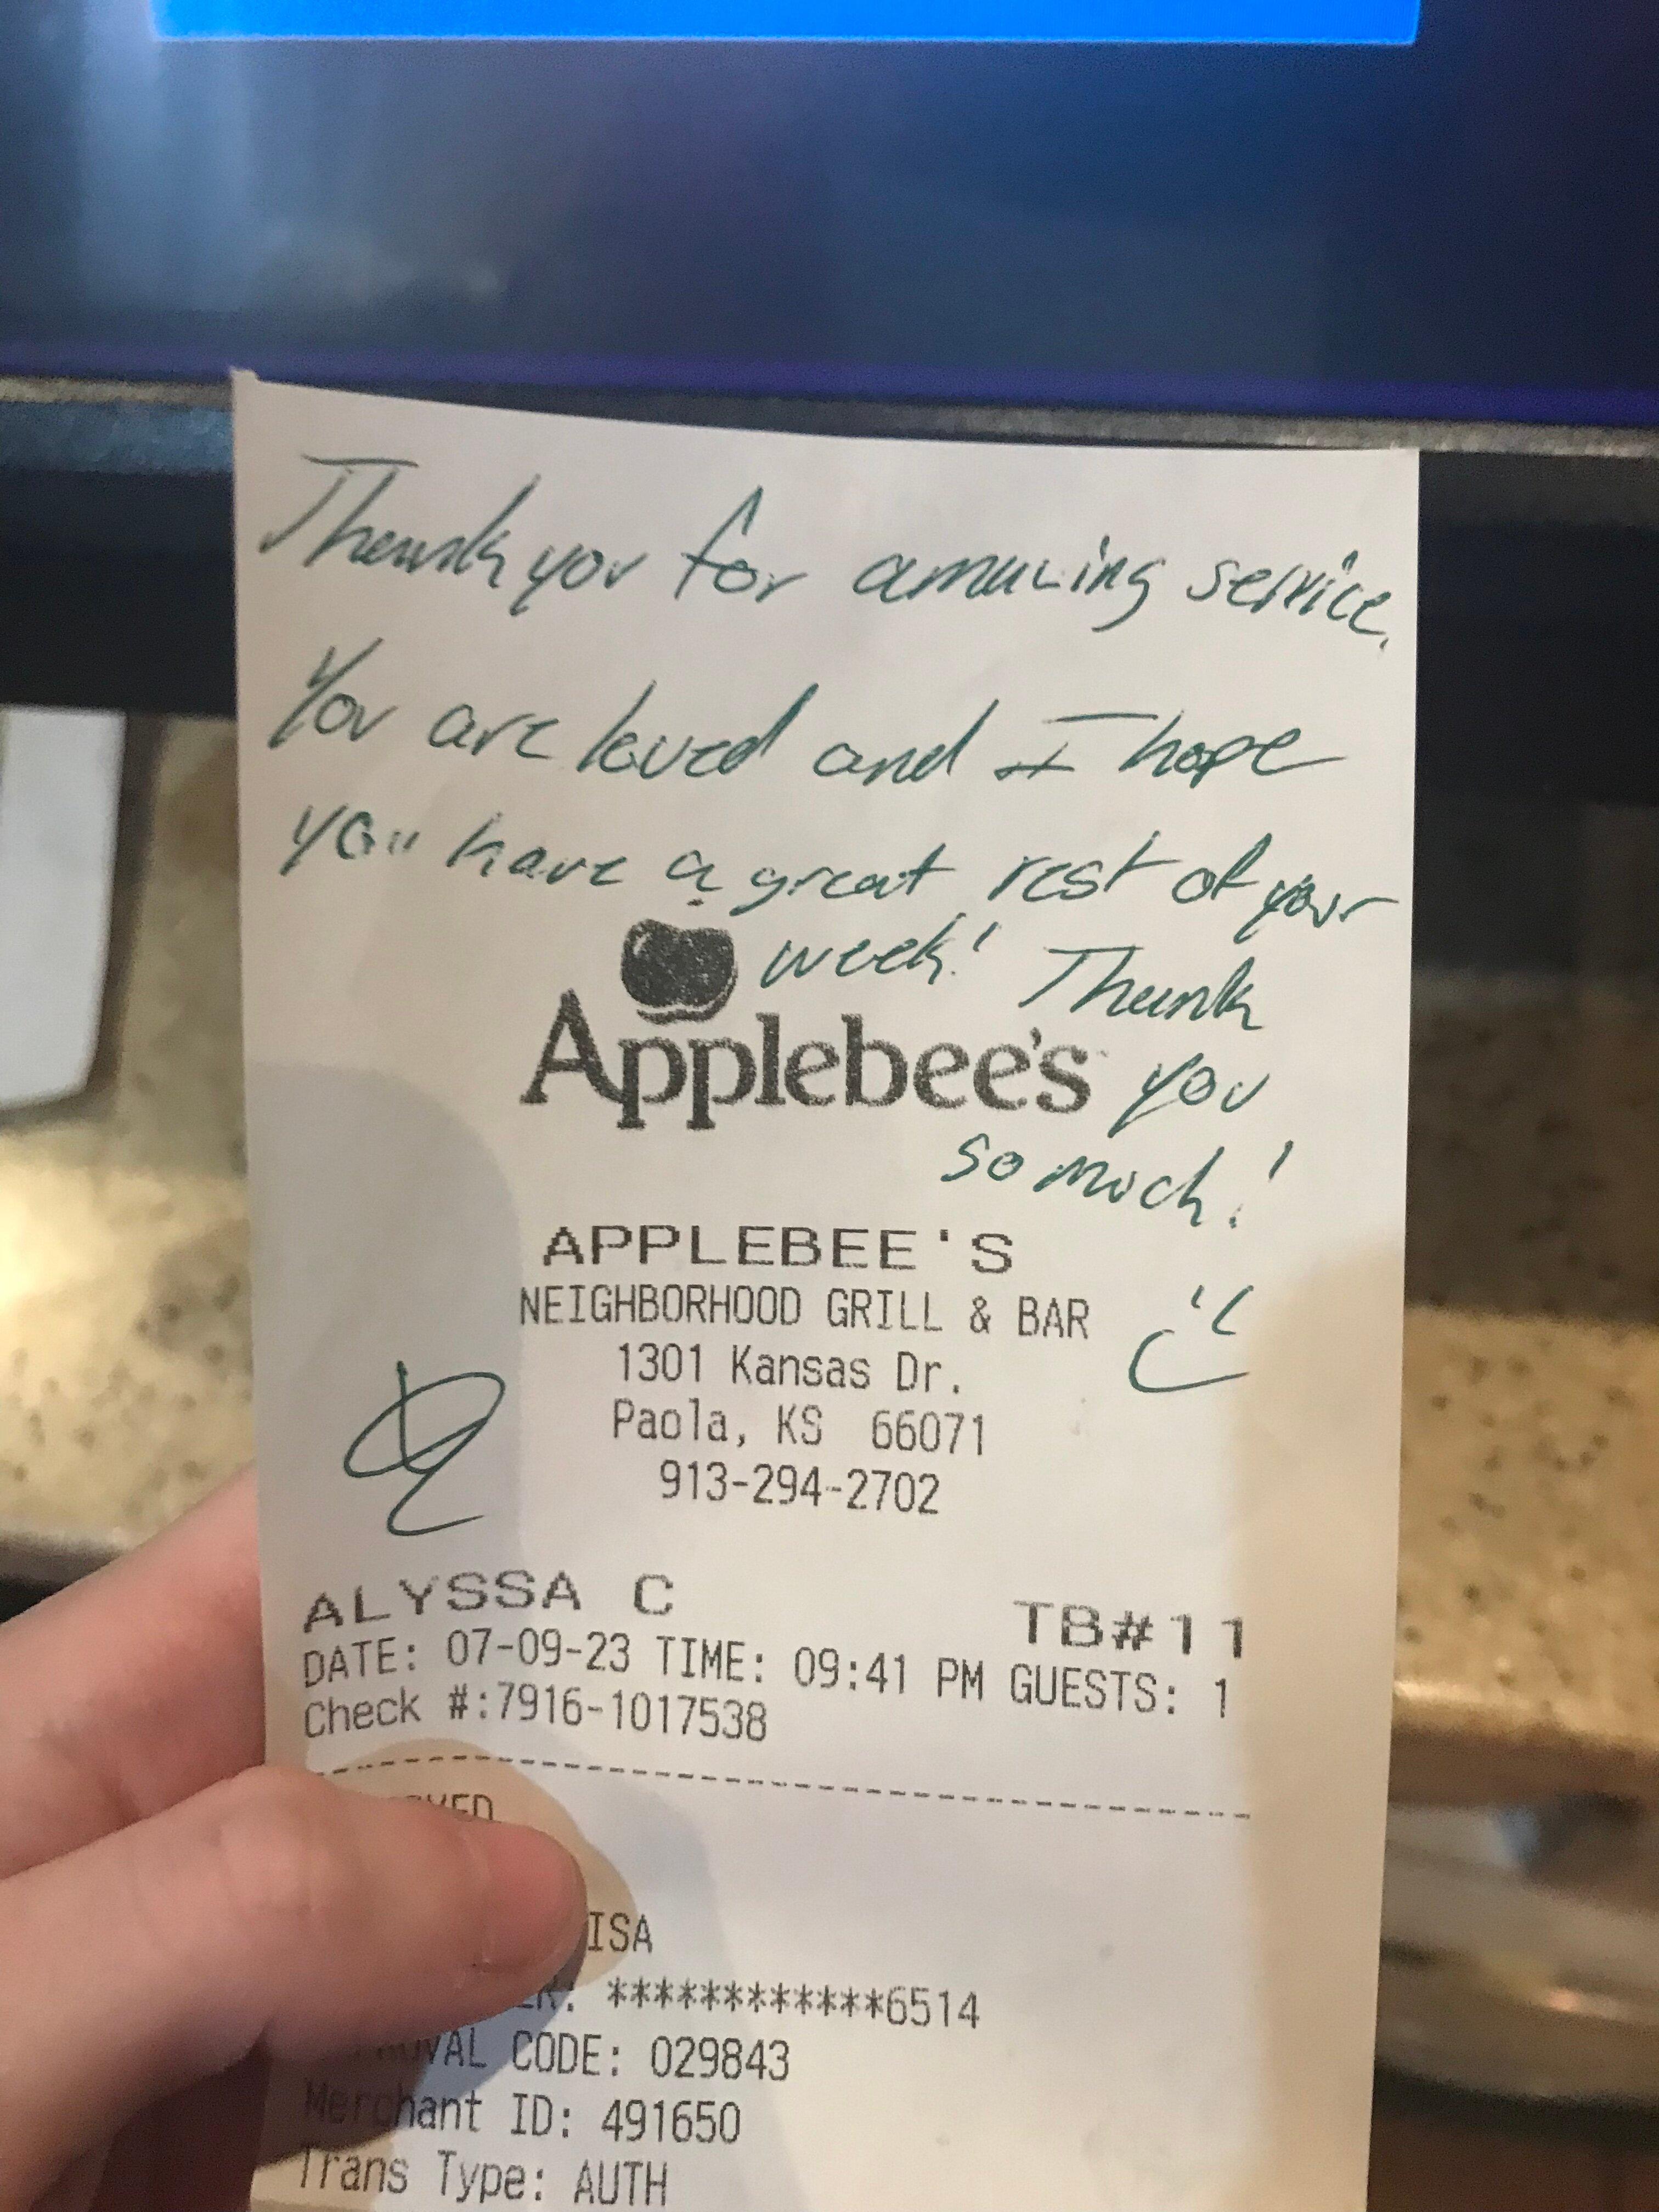 Thank you for amazing service.
You are loved and I hope
you have a great rest of your
week! Thank
Applebee's you
so much!
APPLEBEE'S
NEIGHBORHOOD GRILL & BAR
1301 Kansas Dr.
Paola, KS 66071
913-294-2702
ALYSSA C TB#11
DATE: 07-09-23 TIME: 09:41 PM GUESTS: 1
Check #:7916-1017538
ISA
ER: ************6514
CODE: 029843
Merchant ID: 491650
Trans Type: AUTH